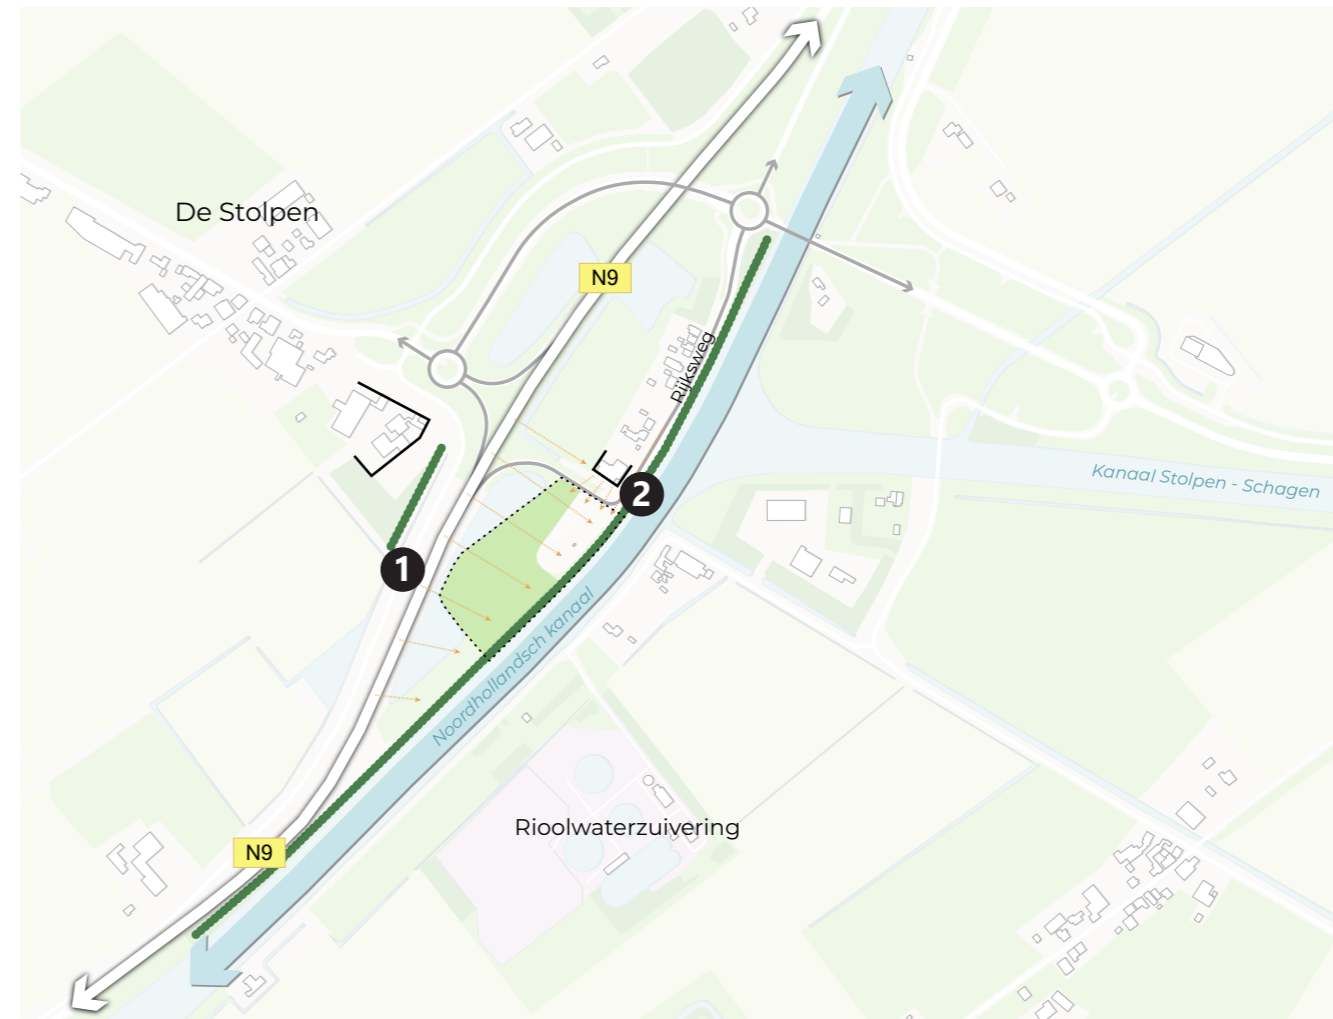 De Stolpen
N9
Rijksweg
Kanaal Stolpen - Schagen
2
1
Noordhollandsch kanaal
Rioolwaterzuivering
N9